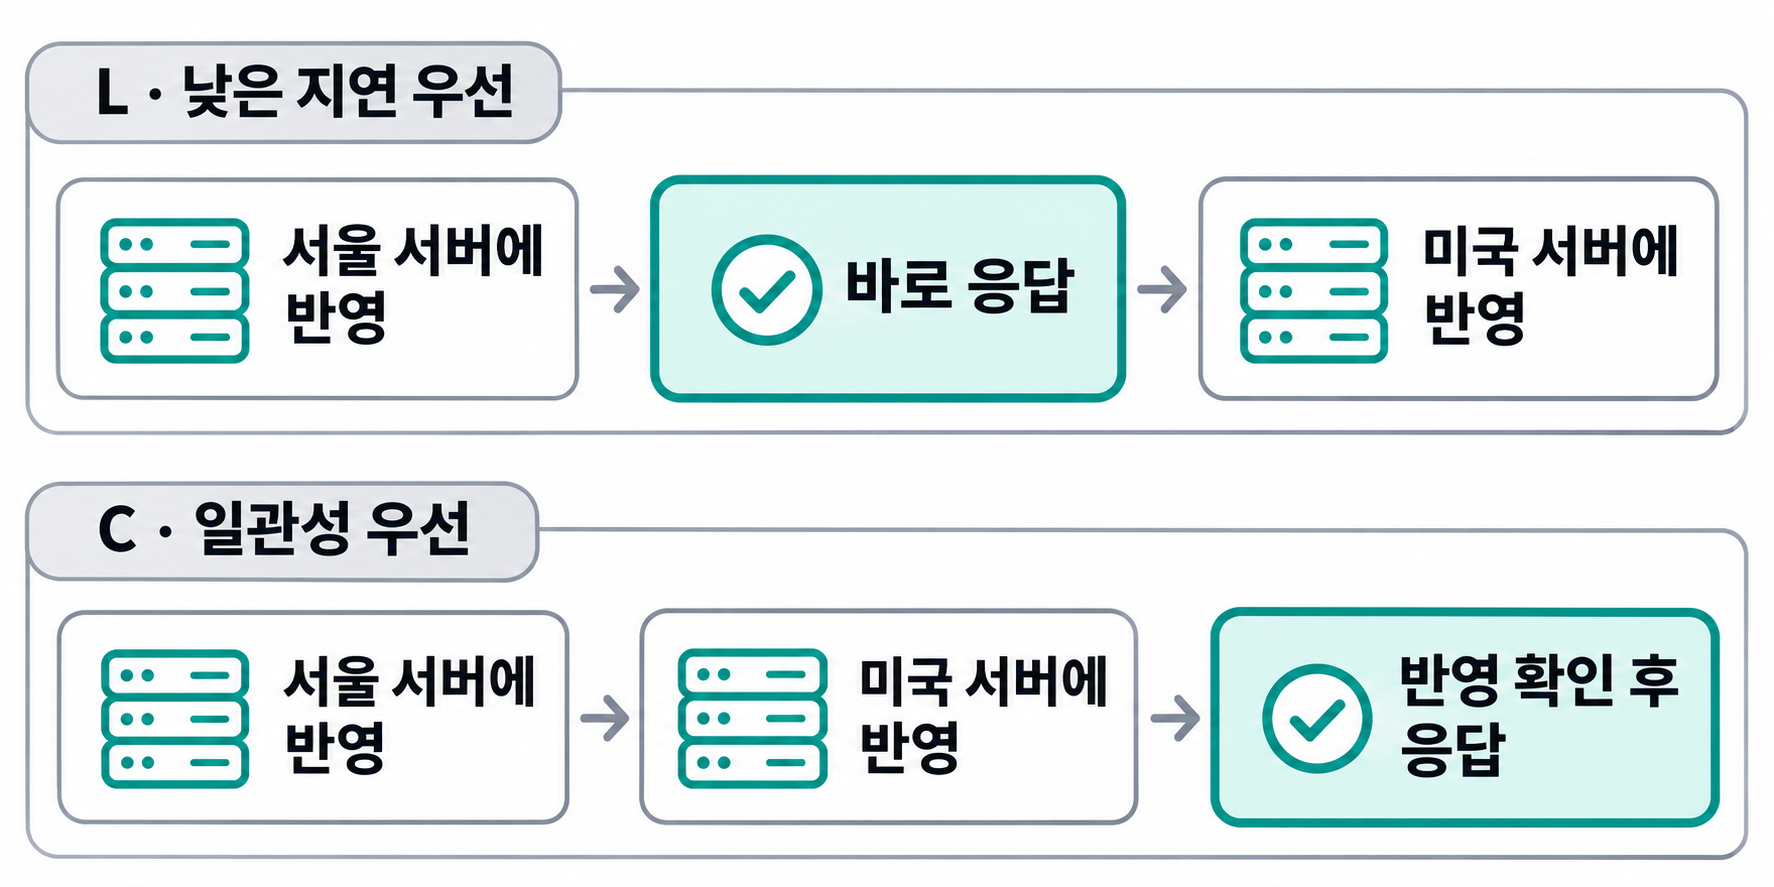 L · 낮은 지연 우선
서울 서버에
반영
바로 응답
미국 서버에
반영
C · 일관성 우선
서울 서버에
반영
미국 서버에
반영
반영 확인 후
응답